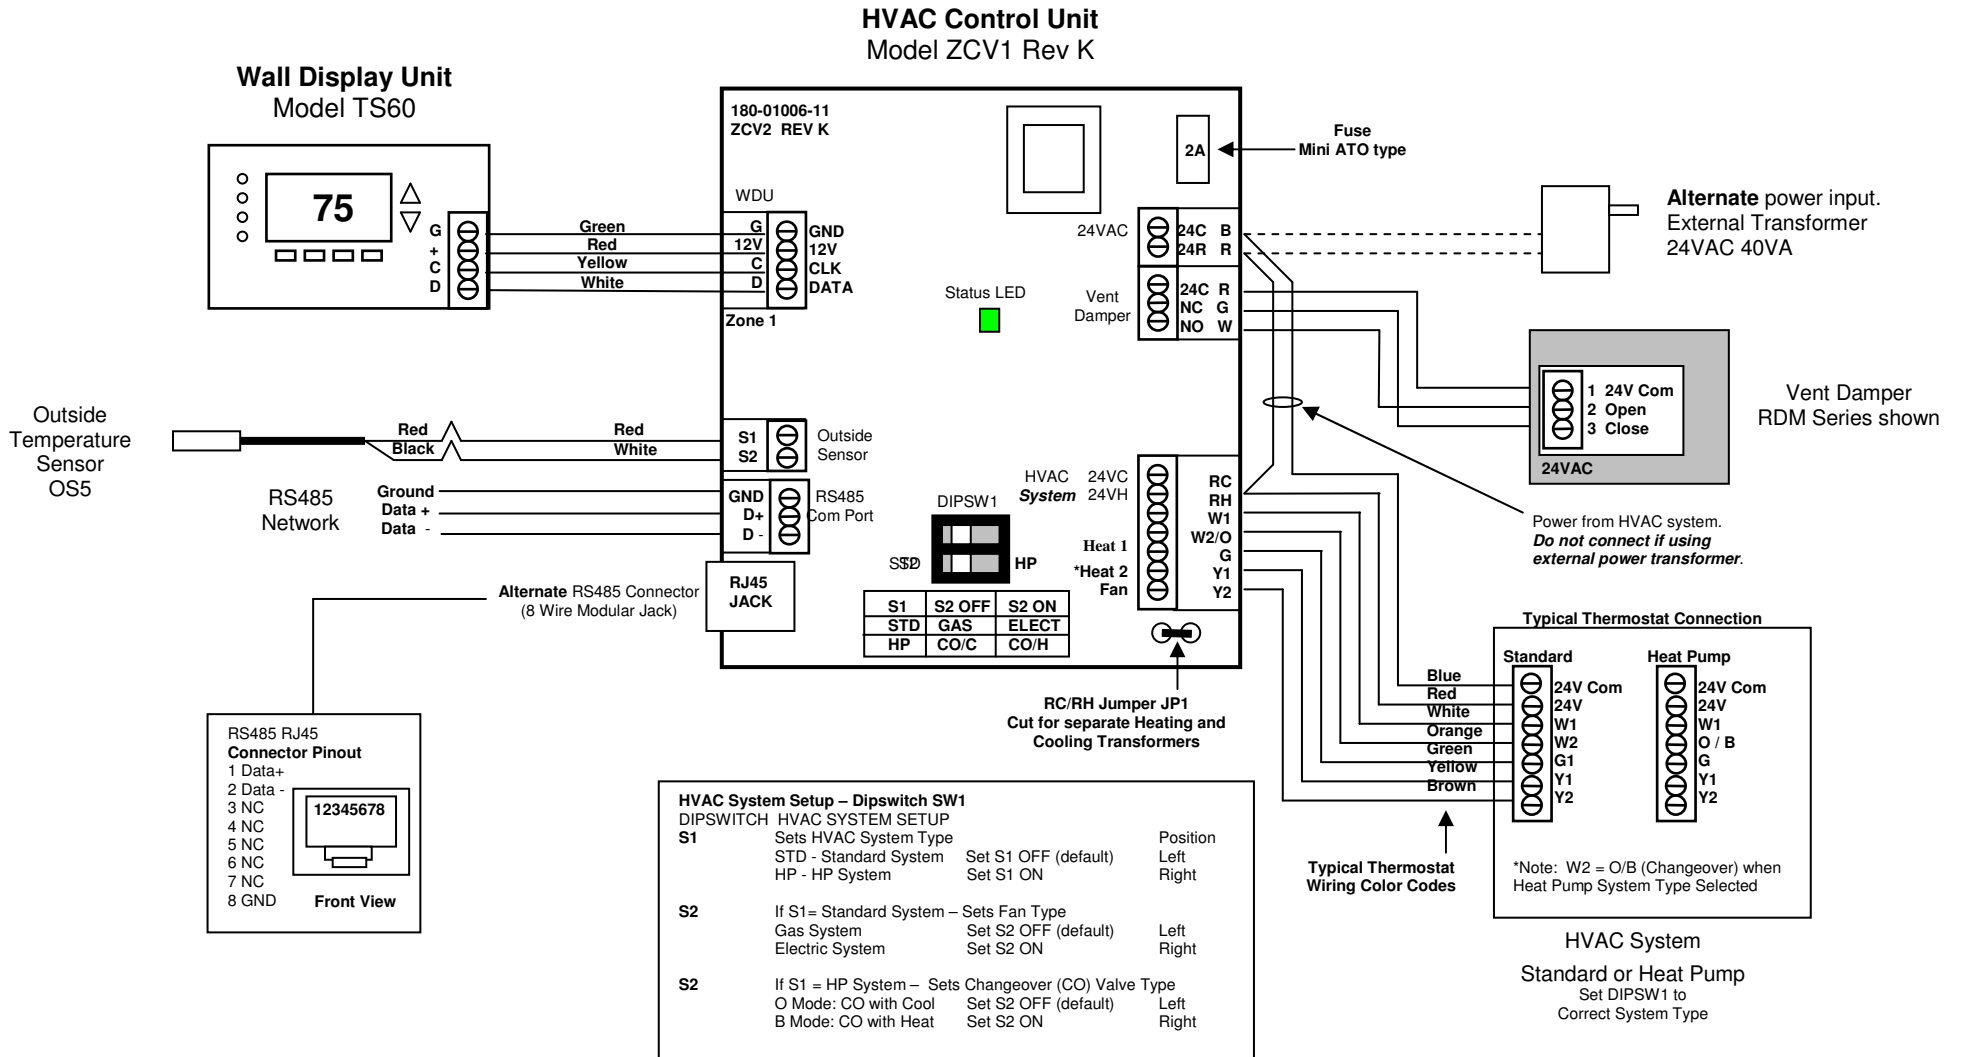 HVAC Control Unit
Model ZCV1 Rev K
Wall Display Unit
Model TS60
75
G
+
C
D
Green
Red
Yellow
White
180-01006-11
ZCV2 REV K
WDU
G GND
12V 12V
C CLK
D DATA
Zone 1
Status LED
2A
Fuse
Mini ATO type
24VAC
24C B
24R R
Vent
Damper
24C R
NC G
NO W
Alternate power input.
External Transformer
24VAC 40VA
1 24V Com
2 Open
3 Close
24VAC
Vent Damper
RDM Series shown
Outside
Temperature
Sensor
OS5
Red Red
Black White
S1
S2
Outside
Sensor
RS485
Network
Ground
Data +
Data -
GND
D+
D -
RS485
Com Port
Alternate RS485 Connector
(8 Wire Modular Jack)
RJ45
JACK
DIPSW1
STD
HP
S1 S2 OFF S2 ON
STD GAS ELECT
HP CO/C CO/H
HVAC 24VC
System 24VH
Heat 1
*Heat 2
Fan
RC
RH
W1
W2/O
G
Y1
Y2
RC/RH Jumper JP1
Cut for separate Heating and
Cooling Transformers
Power from HVAC system.
Do not connect if using
external power transformer.
Typical Thermostat Connection
Standard
Heat Pump
Blue
Red
White
Orange
Green
Yellow
Brown
24V Com
24V
W1
W2
G1
Y1
Y2
24V Com
24V
W1
O / B
G
Y1
Y2
*Note: W2 = O/B (Changeover) when
Heat Pump System Type Selected
Typical Thermostat
Wiring Color Codes
HVAC System
Standard or Heat Pump
Set DIPSW1 to
Correct System Type
RS485 RJ45
Connector Pinout
1 Data+
2 Data -
3 NC
4 NC
5 NC
6 NC
7 NC
8 GND
12345678
Front View
HVAC System Setup – Dipswitch SW1
DIPSWITCH HVAC SYSTEM SETUP
S1 Sets HVAC System Type Position
STD - Standard System Set S1 OFF (default) Left
HP - HP System Set S1 ON Right
S2 If S1= Standard System – Sets Fan Type
Gas System Set S2 OFF (default) Left
Electric System Set S2 ON Right
S2 If S1 = HP System – Sets Changeover (CO) Valve Type
O Mode: CO with Cool Set S2 OFF (default) Left
B Mode: CO with Heat Set S2 ON Right